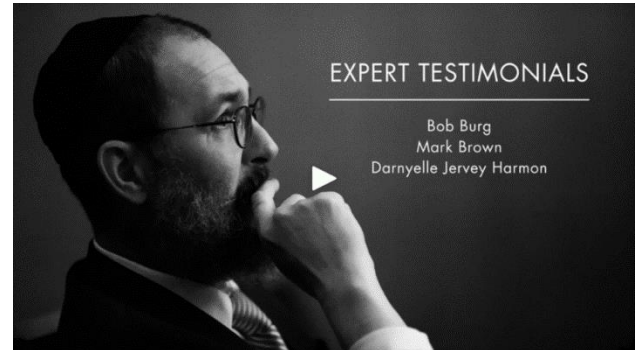 EXPERT TESTIMONIALS
Bob Burg
Mark Brown
Darnyelle Jervey Harmon